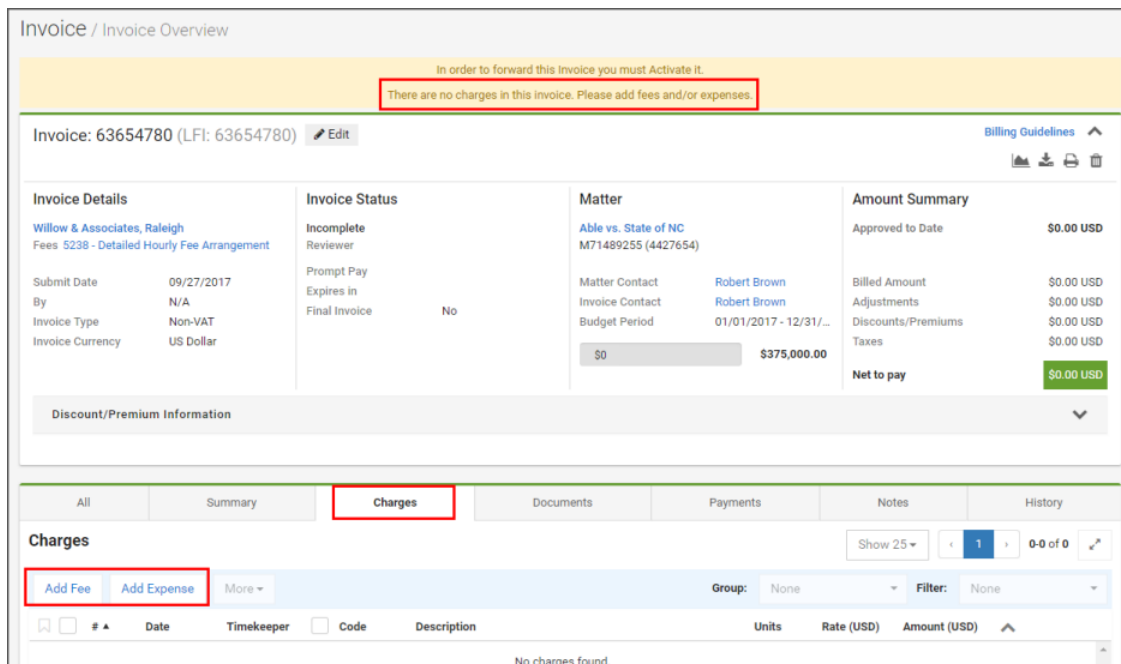 Invoice / Invoice Overview
In order to forward this Invoice you must Activate it.
There are no charges in this invoice. Please add fees and/or expenses.
Invoice: 63654780 (LFI: 63654780) Edit
Billing Guidelines
Invoice Details
Willow & Associates, Raleigh
Fees 5238 - Detailed Hourly Fee Arrangement
Submit Date 09/27/2017
By N/A
Invoice Type Non-VAT
Invoice Currency US Dollar
Invoice Status
Incomplete
Reviewer
Prompt Pay
Expires in
Final Invoice No
Matter
Able vs. State of NC
M71489255 (4427654)
Matter Contact Robert Brown
Invoice Contact Robert Brown
Budget Period 01/01/2017 - 12/31/...
$0 $375,000.00
Amount Summary
Approved to Date $0.00 USD
Billed Amount $0.00 USD
Adjustments $0.00 USD
Discounts/Premiums $0.00 USD
Taxes $0.00 USD
Net to pay $0.00 USD
Discount/Premium Information
All Summary Charges Documents Payments Notes History
Charges Show 25 1 0-0 of 0
Add Fee Add Expense More Group: None Filter: None
# Date Timekeeper Code Description Units Rate (USD) Amount (USD)
No charges found